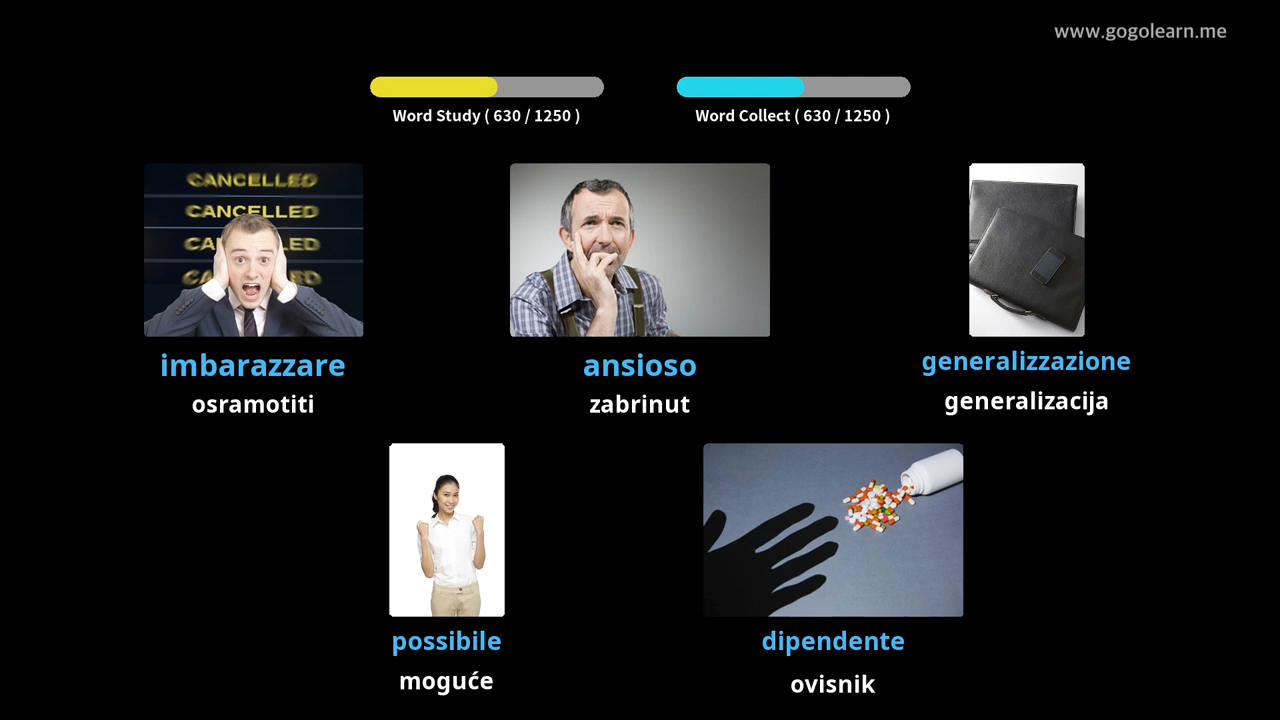 www.gogolearn.me
Word Study ( 630 / 1250 )
Word Collect ( 630 / 1250 )
CANCELLED
CANCELLED
imbarazzare
osramotiti
ansioso
zabrinut
generalizzazione
generalizacija
possibile
moguće
dipendente
ovisnik